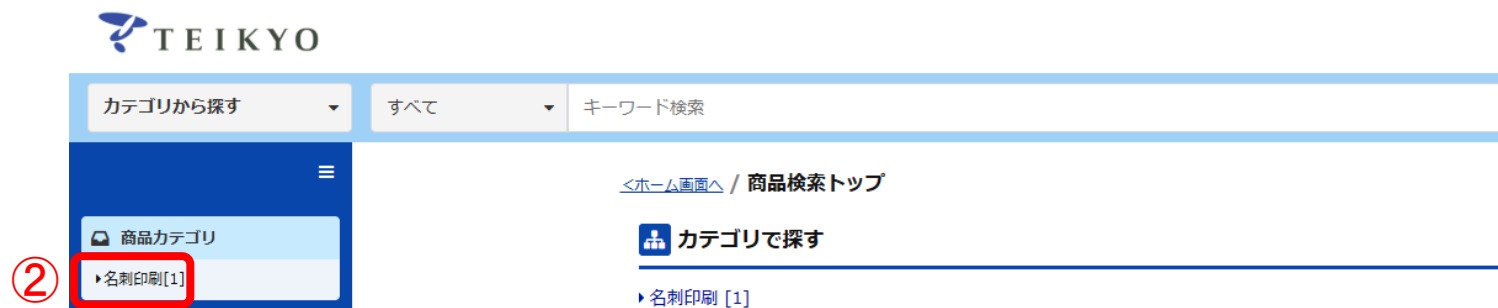 TEIKYO
カテゴリから探す すべて キーワード検索
<ホーム画面へ / 商品検索トップ
商品カテゴリ
カテゴリで探す
② 名刺印刷[1]
名刺印刷 [1]